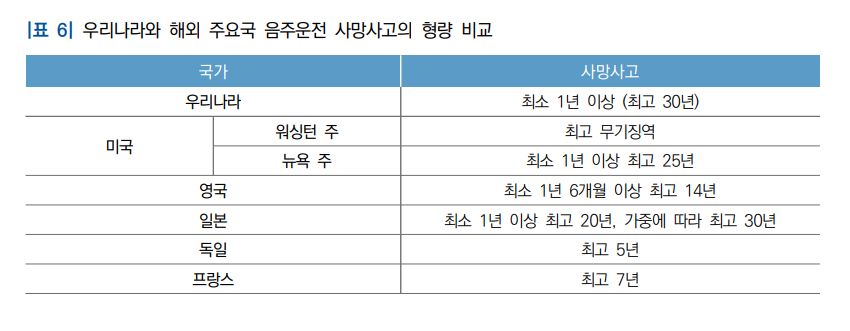 |표 6| 우리나라와 해외 주요국 음주운전 사망사고의 형량 비교
국가 사망사고
우리나라 최소 1년 이상 (최고 30년)
미국 워싱턴 주 최고 무기징역
뉴욕 주 최소 1년 이상 최고 25년
영국 최소 1년 6개월 이상 최고 14년
일본 최소 1년 이상 최고 20년, 가중에 따라 최고 30년
독일 최고 5년
프랑스 최고 7년